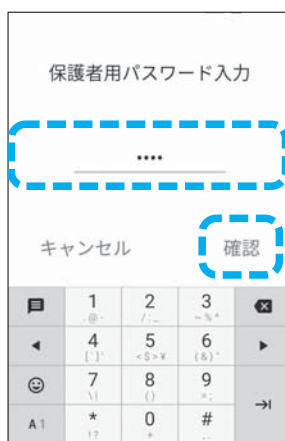 保護者用パスワード入力
••••
キャンセル 確認
1 2 3
.@- /:_ ~%^
4 5 6
[`]' <$>¥ {&}"
7 8 9
\| () =;
A1 * 0 #
!? +